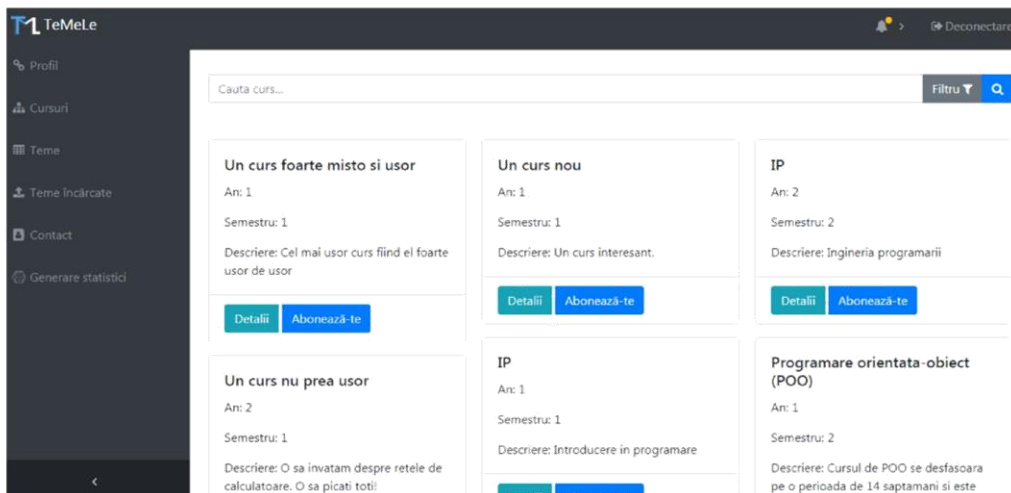 TeMeLe
Deconectare
Profil
Cursuri
Teme
Teme încărcate
Contact
Generare statistici
Cauta curs...
Filtru
Un curs foarte misto si usor
An: 1
Semestru: 1
Descriere: Cel mai usor curs fiind el foarte
usor de usor
Detalii Abonează-te
Un curs nou
An: 1
Semestru: 1
Descriere: Un curs interesant.
Detalii Abonează-te
IP
An: 2
Semestru: 2
Descriere: Ingineria programarii
Detalii Abonează-te
Un curs nu prea usor
An: 2
Semestru: 1
Descriere: O sa invatam despre retele de
calculatoare. O sa picati toti!
IP
An: 1
Semestru: 1
Descriere: Introducere in programare
Programare orientata-obiect
(POO)
An: 1
Semestru: 2
Descriere: Cursul de POO se desfasoara
pe o perioada de 14 saptamani si este